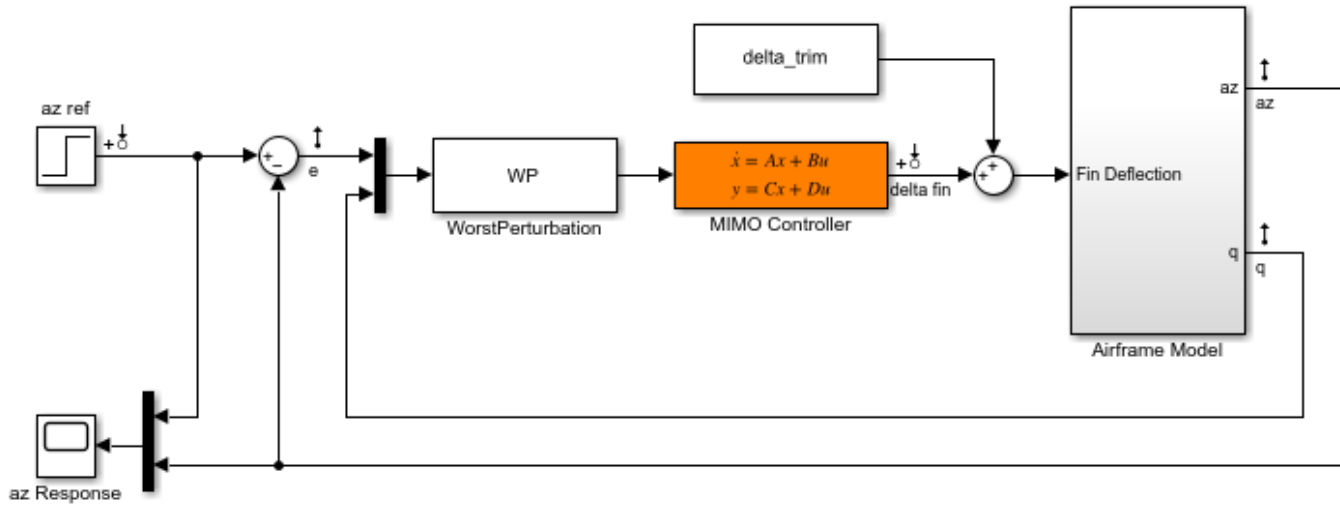 delta_trim
az ref
e
WP
WorstPerturbation
ẋ = Ax + Bu
y = Cx + Du
MIMO Controller
delta fin
Fin Deflection
az
az
q
q
Airframe Model
az Response